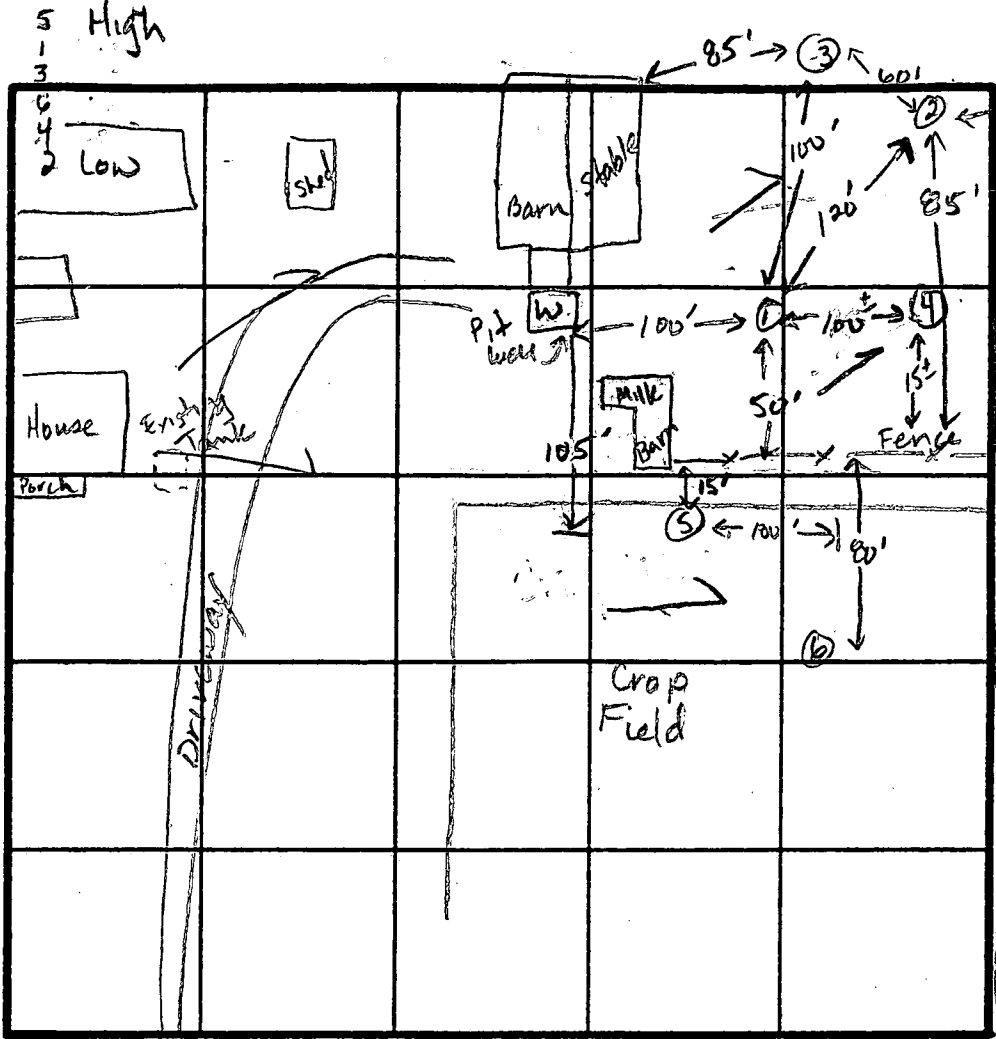 5 High
1
3
6
4
2 Low
85'
3
60'
2
Shed
Barn
Stable
100'
120'
85'
W.
Pit
well
100'
1
100'±
4
Milk
Barn
50'
15'±
Fence
House
Exist
Tank
105'
Porch
15'
5
100'
80'
6
Driveway
Crop
Field